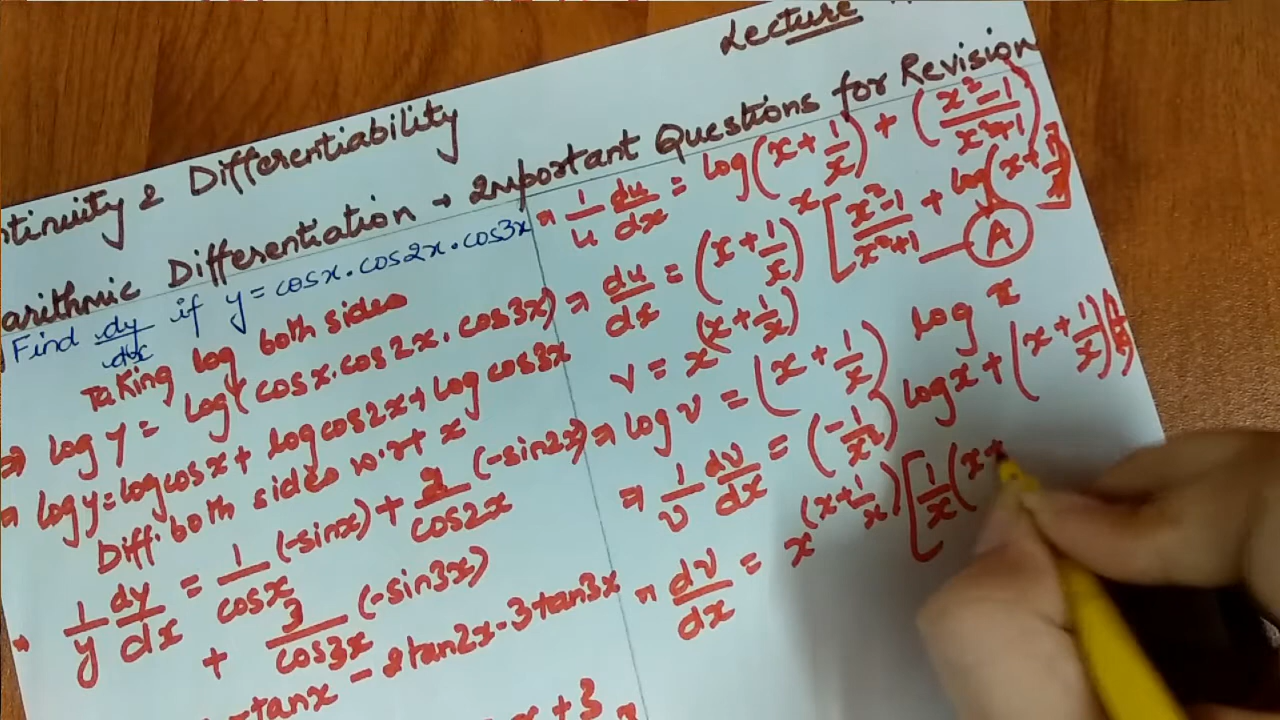 Lecture
tinuity & Differentiability
arithmic Differentiation → Important Questions for Revision
Find dy/dx if y = cosx.cos2x.cos3x
Taking log both sides
⇒ log y = log(cosx.cos2x.cos3x)
⇒ log y = log cosx + log cos2x + log cos3x
Diff. both sides w.r.t x
⇒ 1/y dy/dx = 1/cosx (-sinx) + 2/cos2x (-sin2x)
+ 3/cos3x (-sin3x)
tanx - 2tan2x - 3tan3x
+ 3
⇒ 1/u du/dx = log(x + 1/x) + (x²-1/x²+1)
⇒ du/dx = (x + 1/x)^x [x²-1/x²+1 + log(x + 1/x)]
A
v = x^(x + 1/x)
⇒ log v = (x + 1/x) log x
⇒ 1/v dv/dx = (-1/x²) log x + (x + 1/x)
⇒ dv/dx = x^(x + 1/x) [1/x (x +